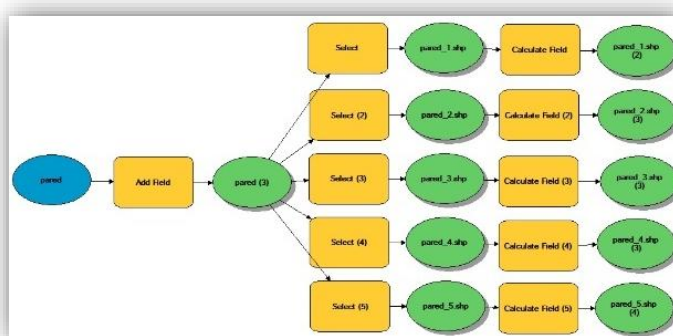 Select
pared_1.shp
Calculate Field
pared_1.shp
(2)
Select (2)
pared_2.shp
Calculate Field (2)
pared_2.shp
(3)
pared
Add Field
pared (3)
Select (3)
pared_3.shp
Calculate Field (3)
pared_3.shp
(3)
Select (4)
pared_4.shp
Calculate Field (4)
pared_4.shp
(3)
Select (5)
pared_5.shp
Calculate Field (5)
pared_5.shp
(4)